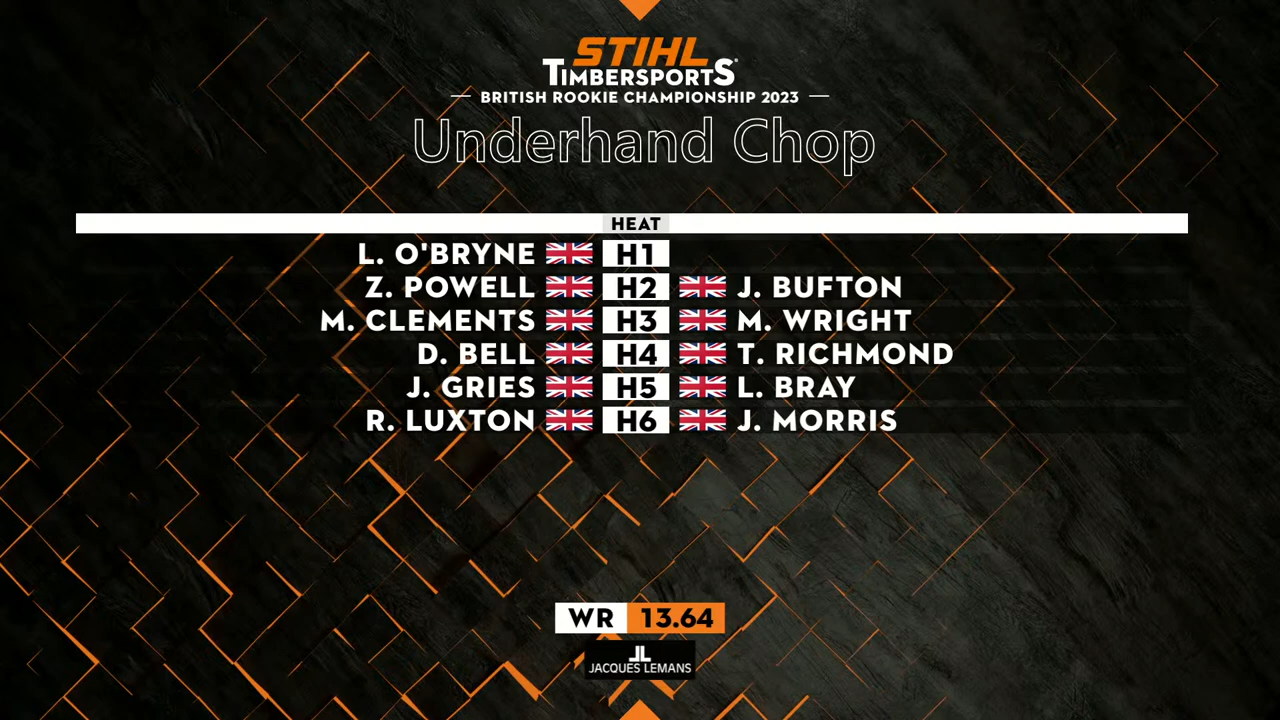 STIHL
TIMBERSPORTS®
BRITISH ROOKIE CHAMPIONSHIP 2023
Underhand Chop
HEAT
L. O'BRYNE H1
Z. POWELL H2 J. BUFTON
M. CLEMENTS H3 M. WRIGHT
D. BELL H4 T. RICHMOND
J. GRIES H5 L. BRAY
R. LUXTON H6 J. MORRIS
WR 13.64
JL
JACQUES LEMANS